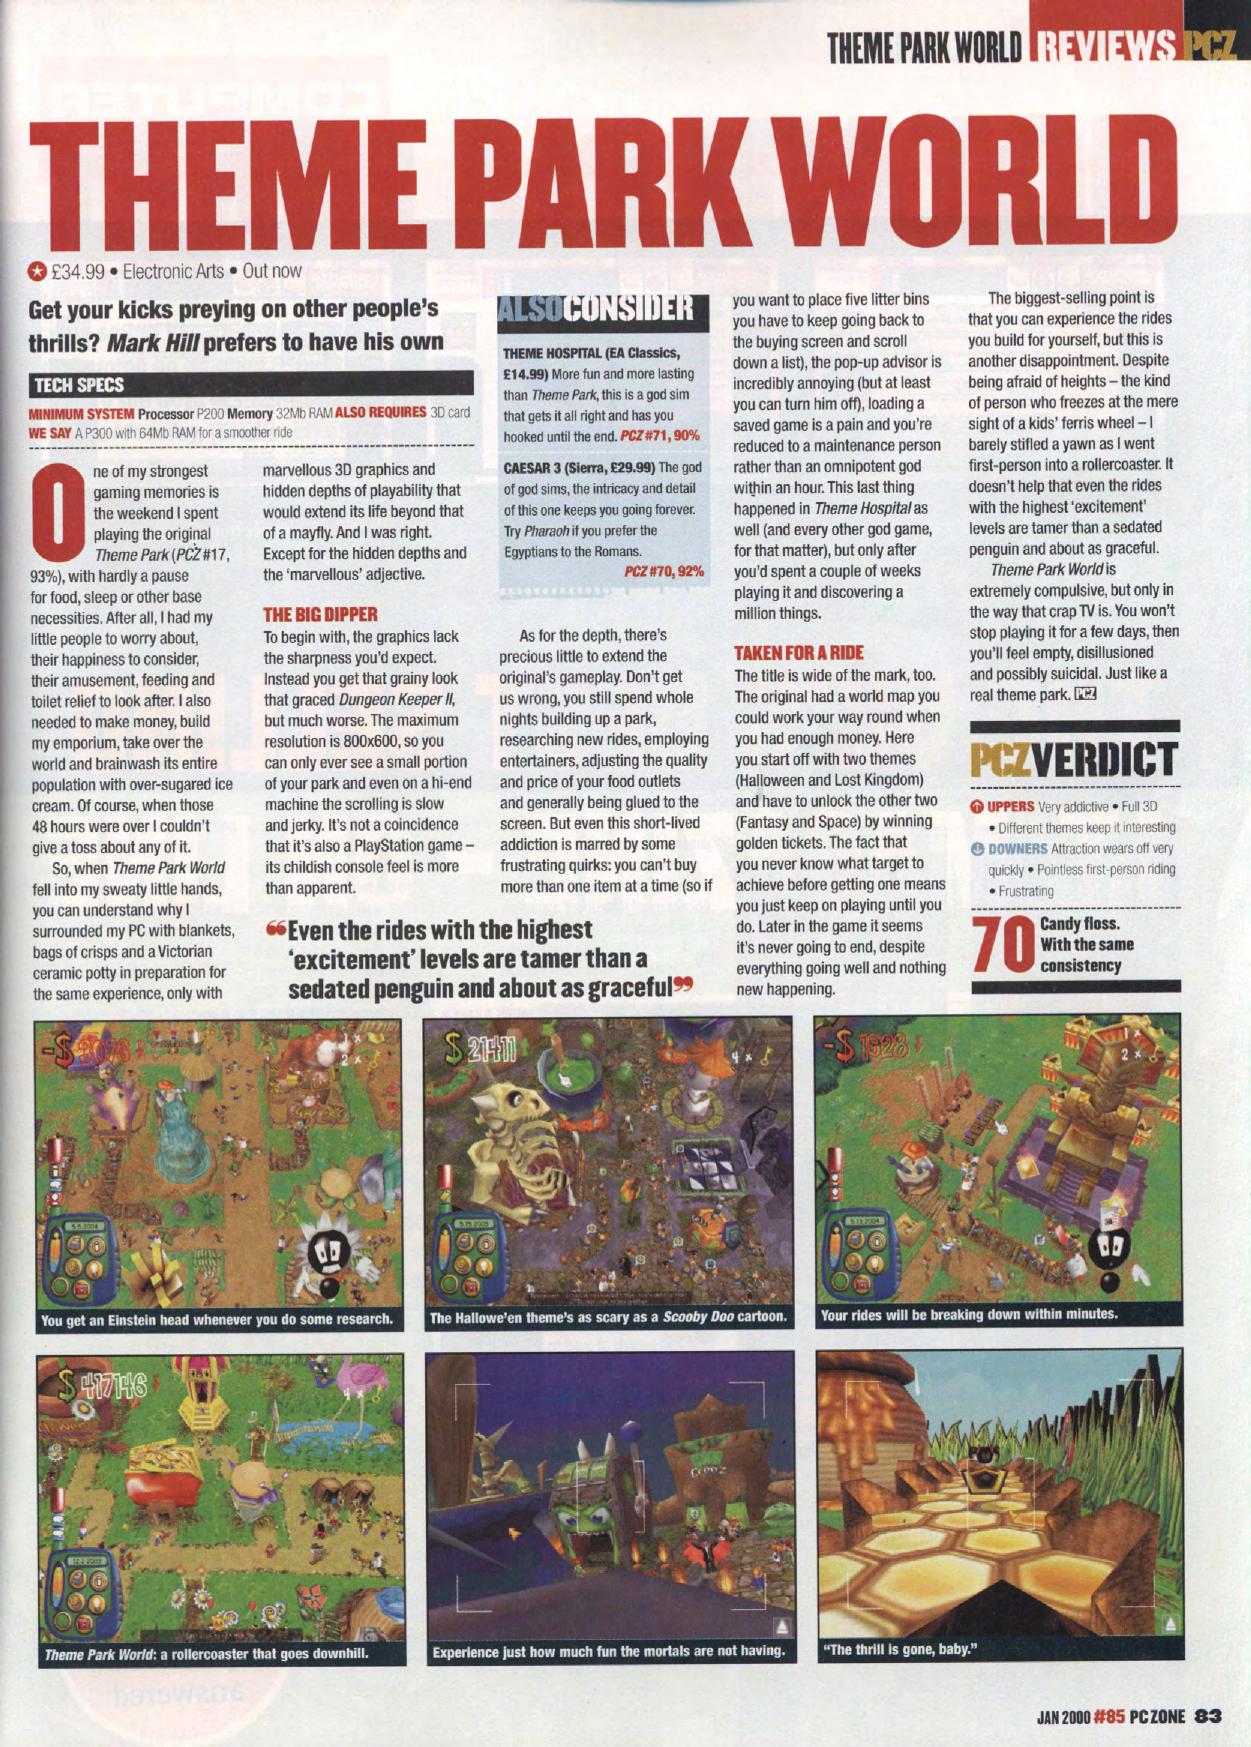 THEME PARK WORLD REVIEWS PCZ
THEME PARK WORLD
£34.99 • Electronic Arts • Out now
Get your kicks preying on other people's
thrills? Mark Hill prefers to have his own
TECH SPECS
MINIMUM SYSTEM Processor P200 Memory 32Mb RAM ALSO REQUIRES 3D card
WE SAY A P300 with 64Mb RAM for a smoother ride
One of my strongest
gaming memories is
the weekend I spent
playing the original
Theme Park (PCZ #17,
93%), with hardly a pause
for food, sleep or other base
necessities. After all, I had my
little people to worry about,
their happiness to consider,
their amusement, feeding and
toilet relief to look after. I also
needed to make money, build
my emporium, take over the
world and brainwash its entire
population with over-sugared ice
cream. Of course, when those
48 hours were over I couldn't
give a toss about any of it.
So, when Theme Park World
fell into my sweaty little hands,
you can understand why I
surrounded my PC with blankets,
bags of crisps and a Victorian
ceramic potty in preparation for
the same experience, only with
marvellous 3D graphics and
hidden depths of playability that
would extend its life beyond that
of a mayfly. And I was right.
Except for the hidden depths and
the 'marvellous' adjective.
THE BIG DIPPER
To begin with, the graphics lack
the sharpness you'd expect.
Instead you get that grainy look
that graced Dungeon Keeper II,
but much worse. The maximum
resolution is 800x600, so you
can only ever see a small portion
of your park and even on a hi-end
machine the scrolling is slow
and jerky. It's not a coincidence
that it's also a PlayStation game –
its childish console feel is more
than apparent.
ALSOCONSIDER
THEME HOSPITAL (EA Classics,
£14.99) More fun and more lasting
than Theme Park, this is a god sim
that gets it all right and has you
hooked until the end. PCZ #71, 90%
CAESAR 3 (Sierra, £29.99) The god
of god sims, the intricacy and detail
of this one keeps you going forever.
Try Pharaoh if you prefer the
Egyptians to the Romans.
PCZ #70, 92%
As for the depth, there's
precious little to extend the
original's gameplay. Don't get
us wrong, you still spend whole
nights building up a park,
researching new rides, employing
entertainers, adjusting the quality
and price of your food outlets
and generally being glued to the
screen. But even this short-lived
addiction is marred by some
frustrating quirks: you can't buy
more than one item at a time (so if
you want to place five litter bins
you have to keep going back to
the buying screen and scroll
down a list), the pop-up advisor is
incredibly annoying (but at least
you can turn him off), loading a
saved game is a pain and you're
reduced to a maintenance person
rather than an omnipotent god
within an hour. This last thing
happened in Theme Hospital as
well (and every other god game,
for that matter), but only after
you'd spent a couple of weeks
playing it and discovering a
million things.
TAKEN FOR A RIDE
The title is wide of the mark, too.
The original had a world map you
could work your way round when
you had enough money. Here
you start off with two themes
(Halloween and Lost Kingdom)
and have to unlock the other two
(Fantasy and Space) by winning
golden tickets. The fact that
you never know what target to
achieve before getting one means
you just keep on playing until you
do. Later in the game it seems
it's never going to end, despite
everything going well and nothing
new happening.
The biggest-selling point is
that you can experience the rides
you build for yourself, but this is
another disappointment. Despite
being afraid of heights – the kind
of person who freezes at the mere
sight of a kids' ferris wheel – I
barely stifled a yawn as I went
first-person into a rollercoaster. It
doesn't help that even the rides
with the highest 'excitement'
levels are tamer than a sedated
penguin and about as graceful.
Theme Park World is
extremely compulsive, but only in
the way that crap TV is. You won't
stop playing it for a few days, then
you'll feel empty, disillusioned
and possibly suicidal. Just like a
real theme park. PCZ
PCZVERDICT
UPPERS Very addictive • Full 3D
• Different themes keep it interesting
DOWNERS Attraction wears off very
quickly • Pointless first-person riding
• Frustrating
70 Candy floss.
With the same
consistency
“Even the rides with the highest
'excitement' levels are tamer than a
sedated penguin and about as graceful”
2 x
You get an Einstein head whenever you do some research.
$ 21411
4 x
The Hallowe'en theme's as scary as a Scooby Doo cartoon.
-$ 1928
1 x
2 x
Your rides will be breaking down within minutes.
$ 417146
4 x
Theme Park World: a rollercoaster that goes downhill.
Experience just how much fun the mortals are not having.
“The thrill is gone, baby.”
JAN 2000 #85 PC ZONE 83